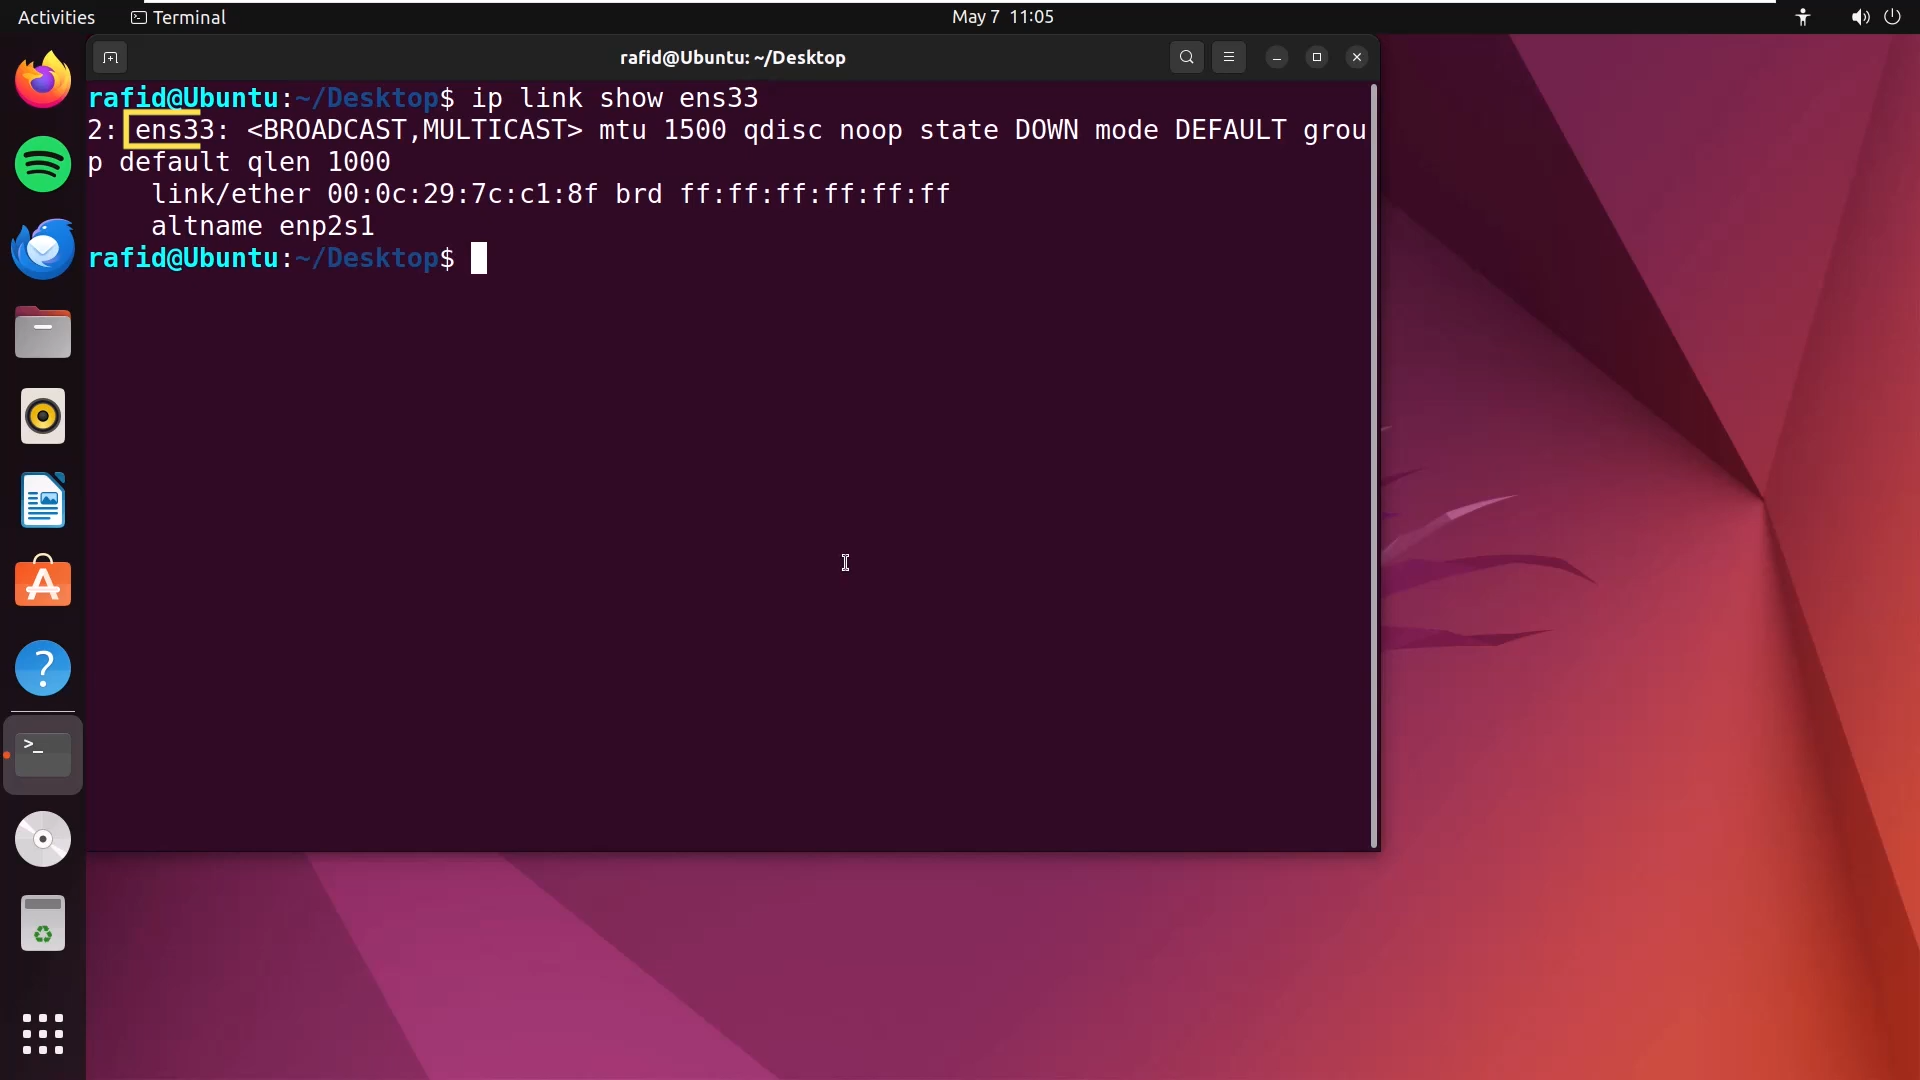 Activities Terminal May 7 11:05
rafid@Ubuntu: ~/Desktop
rafid@Ubuntu:~/Desktop$ ip link show ens33
2: ens33: <BROADCAST,MULTICAST> mtu 1500 qdisc noop state DOWN mode DEFAULT grou
p default qlen 1000
link/ether 00:0c:29:7c:c1:8f brd ff:ff:ff:ff:ff:ff
altname enp2s1
rafid@Ubuntu:~/Desktop$